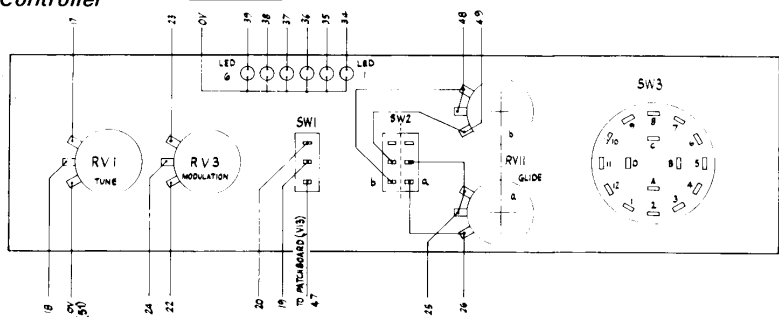 Controller
17
23
0V
39
38
37
36
35
34
48
49
LED
6
LED
1
SW1
SW2
SW3
RV1
TUNE
RV3
MODULATION
b
a
b
RV11
GLIDE
a
9
8
7
10
C
6
11
D
B
5
12
A
4
1
2
3
18
0V
(51)
24
22
20
19
TO PATCHBOARD (V13)
47
25
26